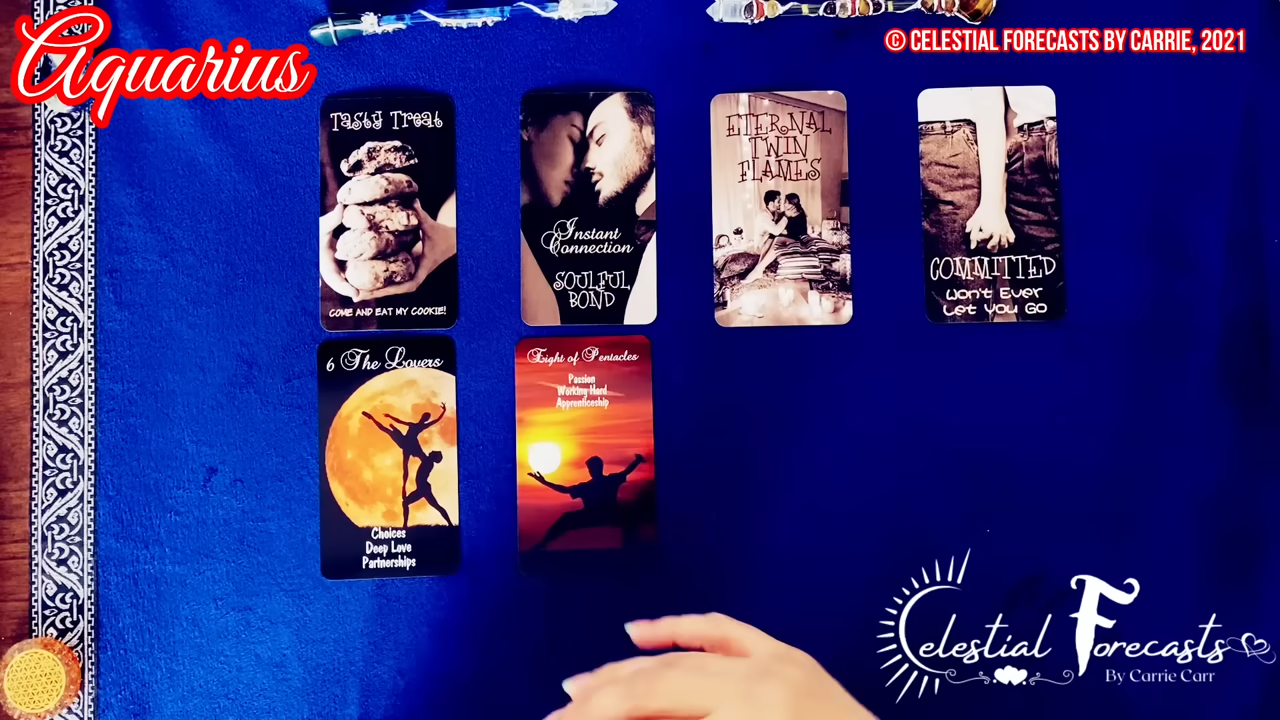 Aquarius
© CELESTIAL FORECASTS BY CARRIE, 2021
Tasty Treat
COME AND EAT MY COOKIE!
Instant
Connection
SOULFUL
BOND
ETERNAL
TWIN
FLAMES
COMMITTED
Won't Ever
Let You Go
6 The Lovers
Choices
Deep Love
Partnerships
Eight of Pentacles
Passion
Working Hard
Apprenticeship
Celestial Forecasts
By Carrie Carr